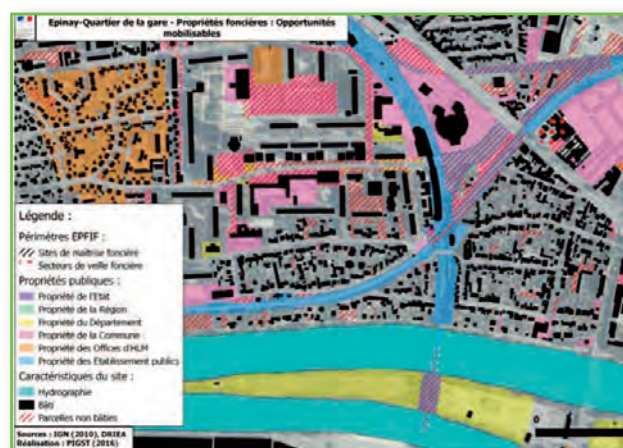 Epinay-Quartier de la gare - Propriétés foncières : Opportunités
mobilisables
Légende :
Périmètres EPFIF :
Sites de maîtrise foncière
Secteurs de veille foncière
Propriétés publiques :
Propriété de l'Etat
Propriété de la Région
Propriété du Département
Propriété de la Commune
Propriété des Offices d'HLM
Propriété des Etablissement publics
Caractéristiques du site :
Hydrographie
Bâti
Parcelles non bâties
Sources : IGN (2010), DRIEA
Réalisation : PIGST (2016)
0